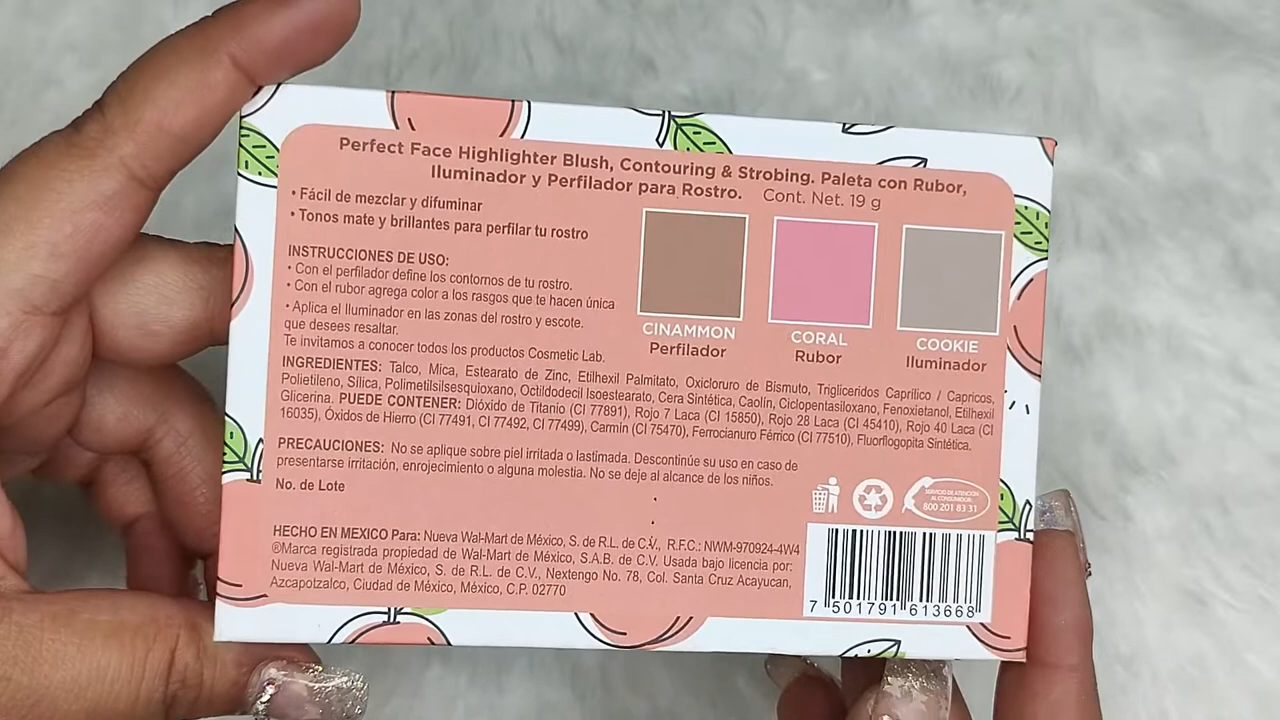 Perfect Face Highlighter Blush, Contouring & Strobing. Paleta con Rubor,
Iluminador y Perfilador para Rostro. Cont. Net. 19 g
• Fácil de mezclar y difuminar
• Tonos mate y brillantes para perfilar tu rostro
INSTRUCCIONES DE USO:
• Con el perfilador define los contornos de tu rostro.
• Con el rubor agrega color a los rasgos que te hacen única
• Aplica el Iluminador en las zonas del rostro y escote.
que desees resaltar.
Te invitamos a conocer todos los productos Cosmetic Lab.
CINAMMON
Perfilador
CORAL
Rubor
COOKIE
Iluminador
INGREDIENTES: Talco, Mica, Estearato de Zinc, Etilhexil Palmitato, Oxicloruro de Bismuto, Trigliceridos Caprílico / Capricos,
Polietileno, Silica, Polimetilsilsesquioxano, Octildodecil Isoestearato, Cera Sintética, Caolín, Ciclopentasiloxano, Fenoxietanol, Etilhexil
Glicerina. PUEDE CONTENER: Dióxido de Titanio (CI 77891), Rojo 7 Laca (CI 15850), Rojo 28 Laca (CI 45410), Rojo 40 Laca (CI
16035), Óxidos de Hierro (CI 77491, CI 77492, CI 77499), Carmín (CI 75470), Ferrocianuro Férrico (CI 77510), Fluorflogopita Sintética.
PRECAUCIONES: No se aplique sobre piel irritada o lastimada. Descontinúe su uso en caso de
presentarse irritación, enrojecimiento o alguna molestia. No se deje al alcance de los niños.
No. de Lote
SERVICIO DE ATENCIÓN
AL CONSUMIDOR:
800 201 83 31
HECHO EN MEXICO Para: Nueva Wal-Mart de México, S. de R.L. de C.V., R.F.C.: NWM-970924-4W4
®Marca registrada propiedad de Wal-Mart de México, S.A.B. de C.V. Usada bajo licencia por:
Nueva Wal-Mart de México, S. de R.L. de C.V., Nextengo No. 78, Col. Santa Cruz Acayucan,
Azcapotzalco, Ciudad de México, México, C.P. 02770
7 501791 613668